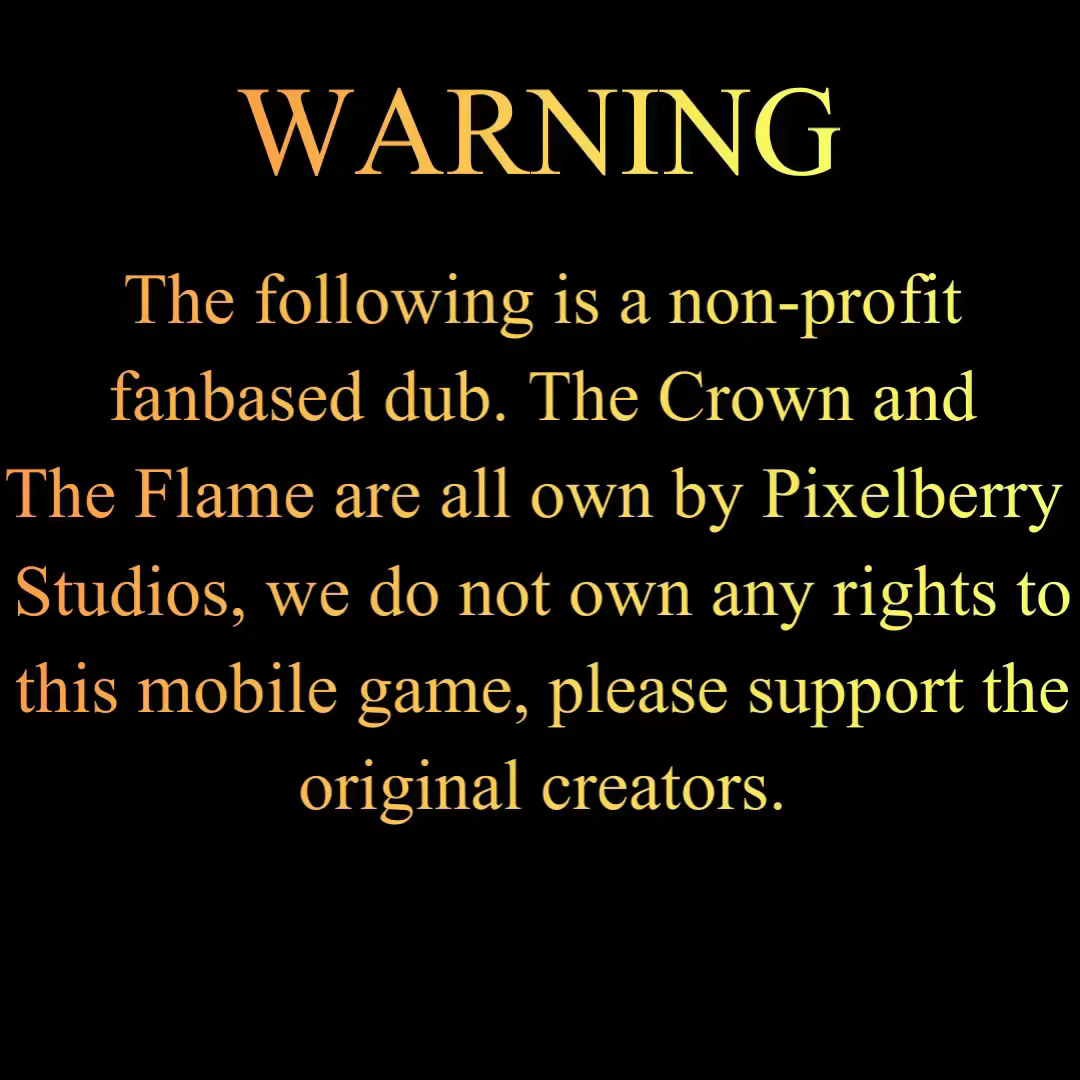 WARNING
The following is a non-profit
fanbased dub. The Crown and
The Flame are all own by Pixelberry
Studios, we do not own any rights to
this mobile game, please support the
original creators.